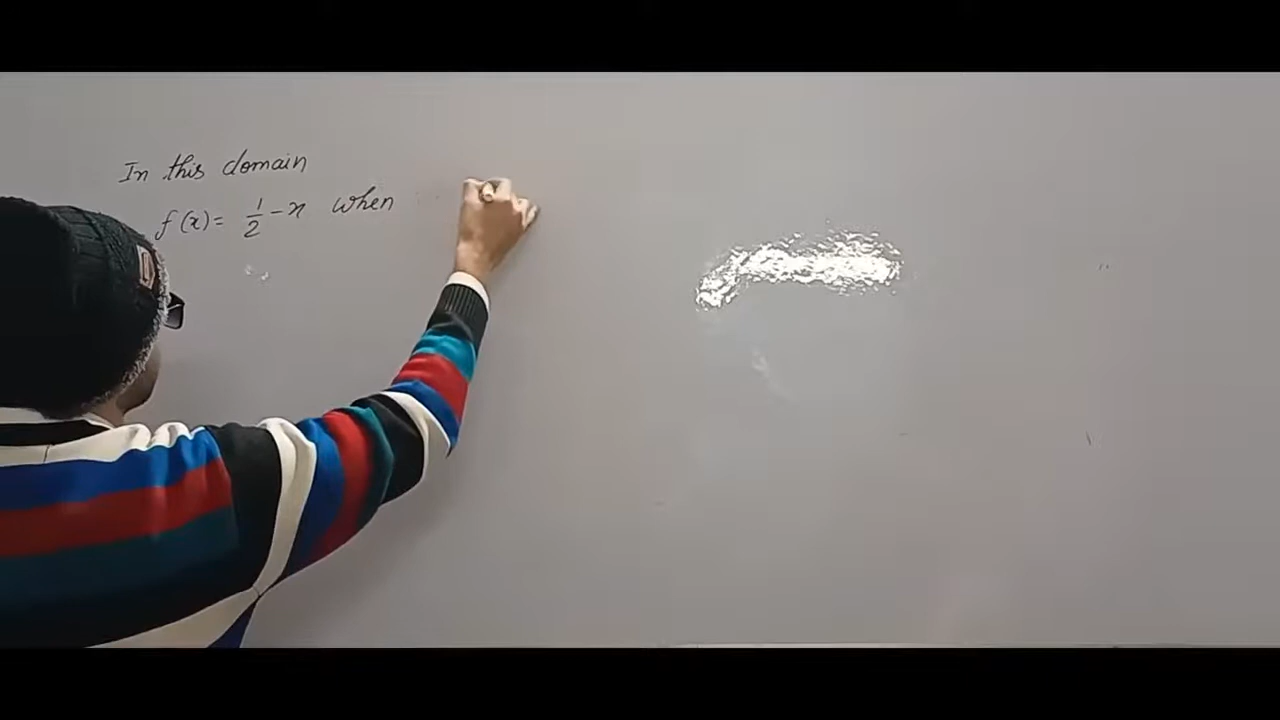 In this domain
f(x) = 1/2 - x when